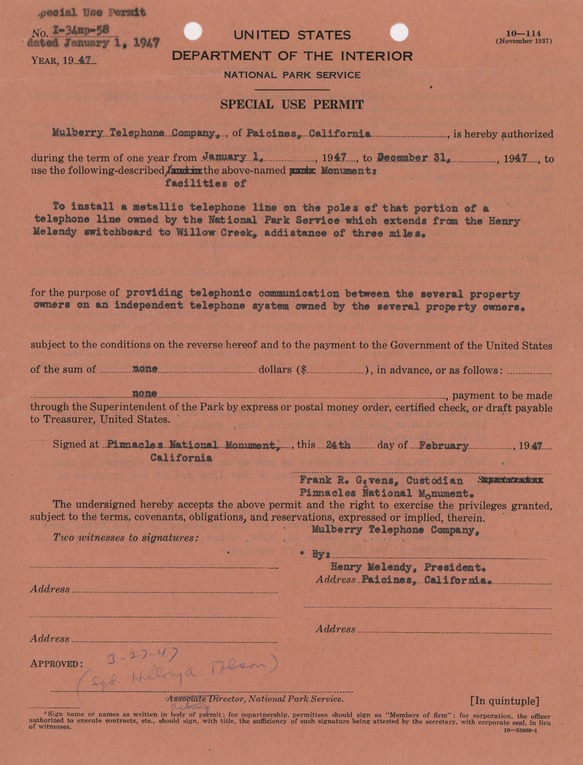 Special Use Permit
No. I-34np-58
dated January 1, 1947
YEAR, 1947
UNITED STATES
DEPARTMENT OF THE INTERIOR
NATIONAL PARK SERVICE
10—114
(November 1937)
SPECIAL USE PERMIT
Mulberry Telephone Company, , of Paicines, California , is hereby authorized
during the term of one year from January 1, , 1947 , to December 31, , 1947 , to
use the following-described /land in the above-named park Monument:
facilities of
To install a metallic telephone line on the poles of that portion of a
telephone line owned by the National Park Service which extends from the Henry
Melendy switchboard to Willow Creek, addistance of three miles.
for the purpose of providing telephonic communication between the several property
owners on an independent telephone system owned by the several property owners.
subject to the conditions on the reverse hereof and to the payment to the Government of the United States
of the sum of none dollars ($ ), in advance, or as follows:
none , payment to be made
through the Superintendent of the Park by express or postal money order, certified check, or draft payable
to Treasurer, United States.
Signed at Pinnacles National Monument, , this 24th day of February , 1947
California
Frank R. Givens, Custodian Superintendent
Pinnacles National Monument.
The undersigned hereby accepts the above permit and the right to exercise the privileges granted,
subject to the terms, covenants, obligations, and reservations, expressed or implied, therein.
Mulberry Telephone Company,
Two witnesses to signatures:
* By:
Henry Melendy, President.
Address
Address Paicines, California.
Address
Address
APPROVED:
3-27-47
(Sgd Hillory A Tolson)
Associate Director, National Park Service.
Acting
[In quintuple]
*Sign name or names as written in body of permit; for copartnership, permittees should sign as "Members of firm"; for corporation, the officer
authorized to execute contracts, etc., should sign, with title, the sufficiency of such signature being attested by the secretary, with corporate seal, in lieu
of witnesses.